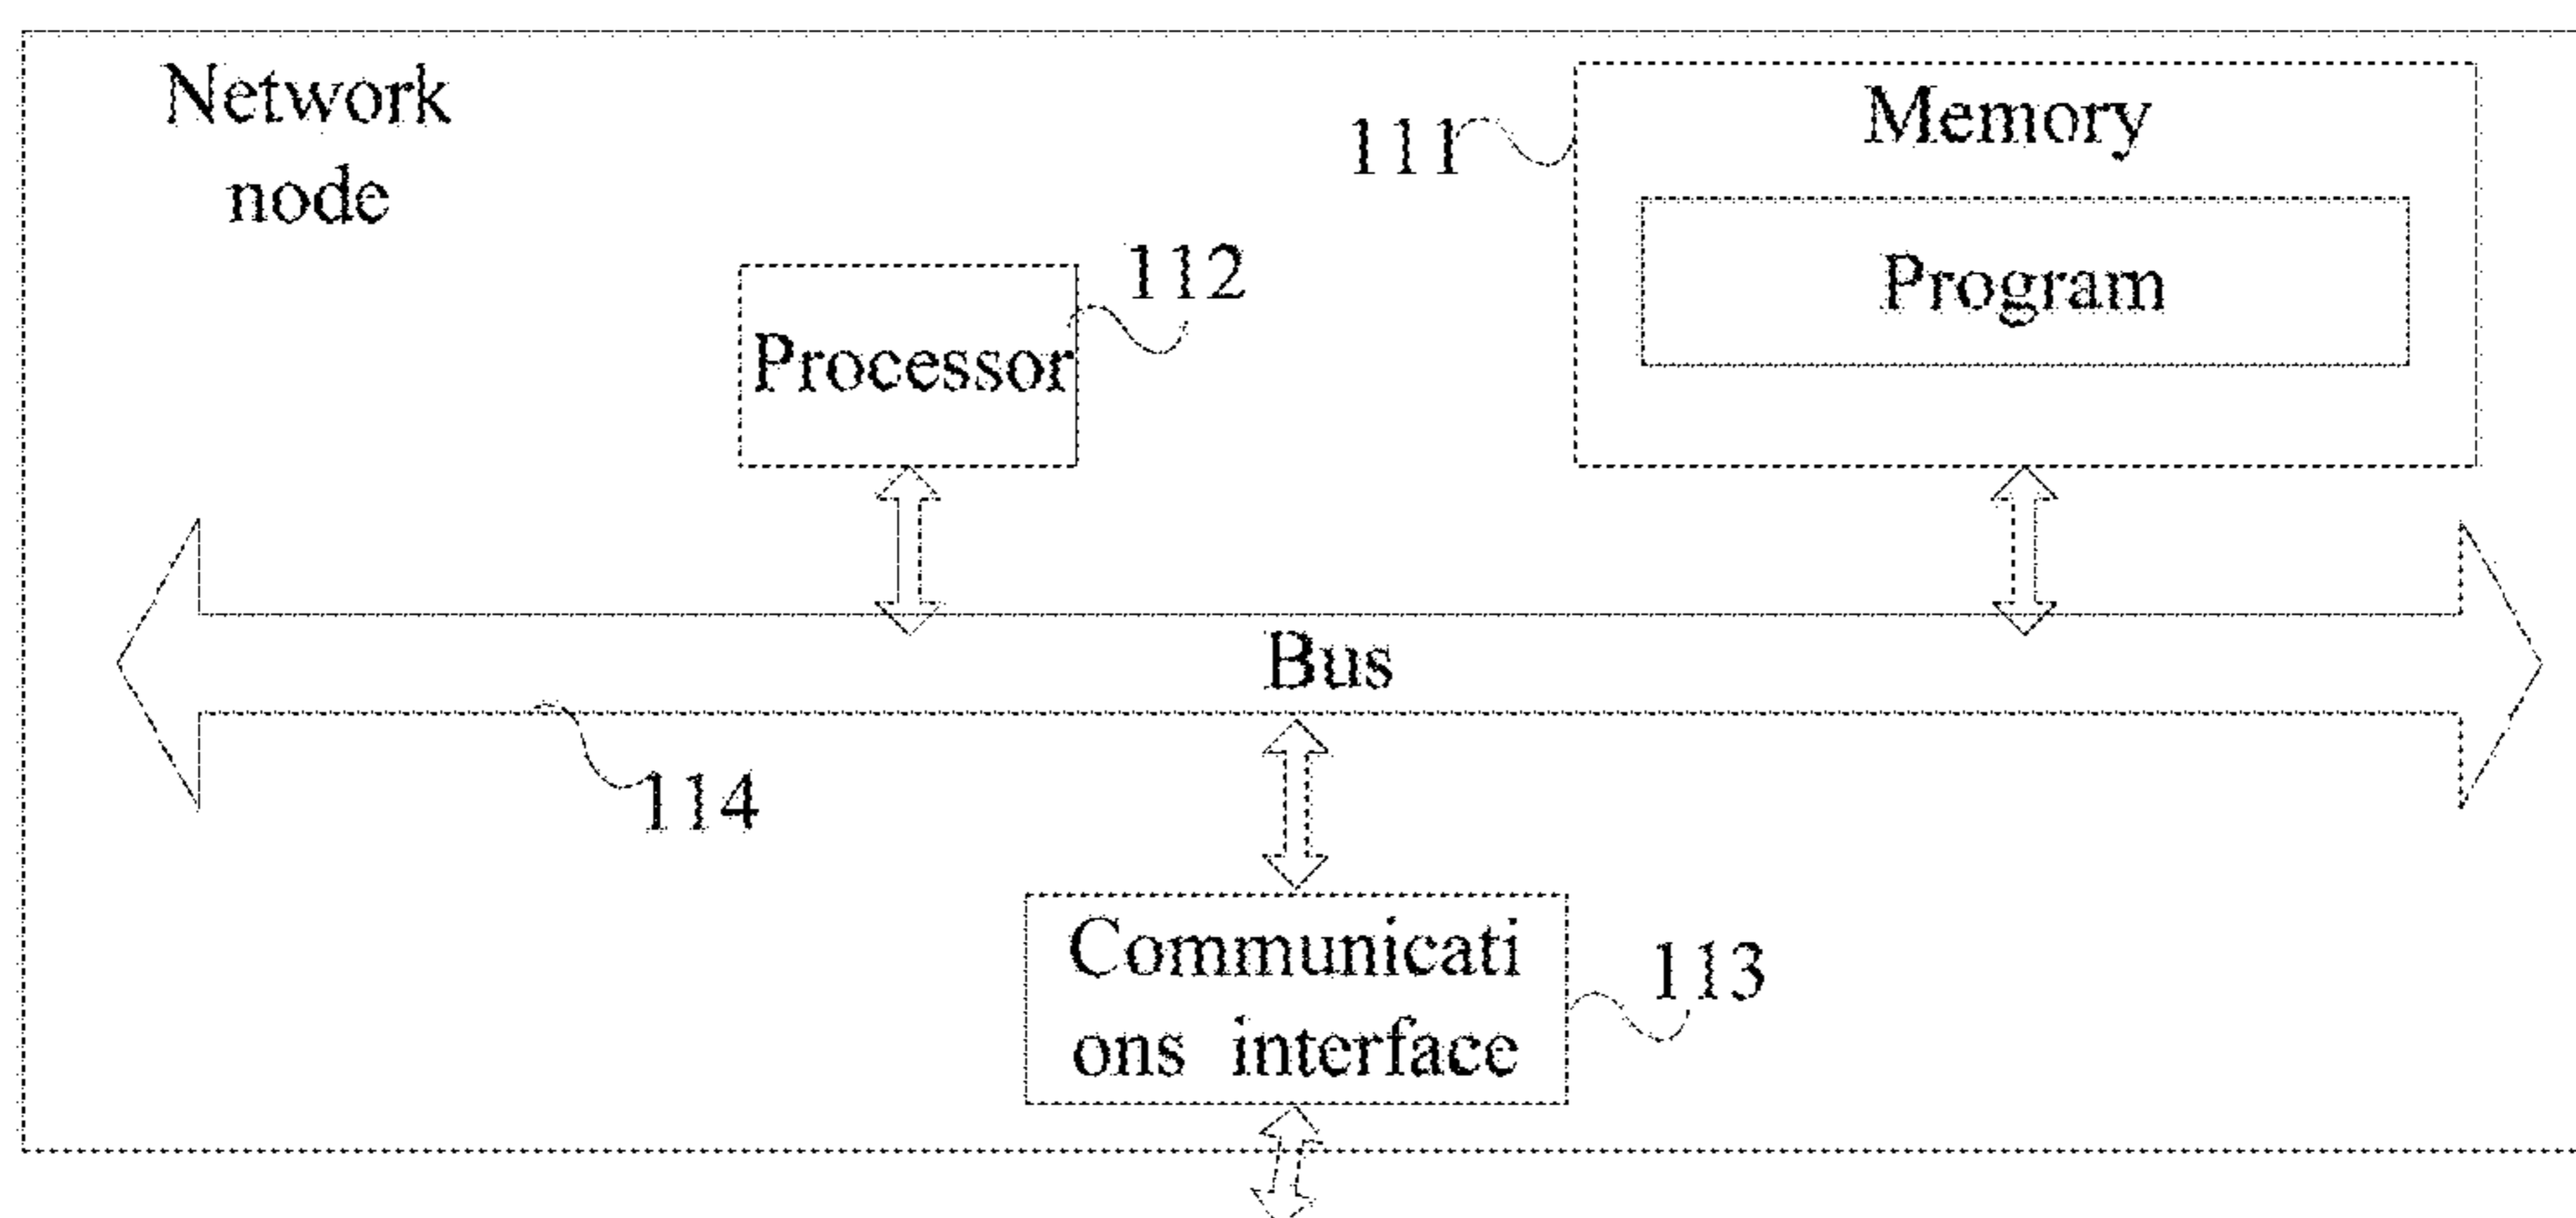 Network
node
Memory
111
Program
112
Processor
Bus
114
Communicati
ons interface
113